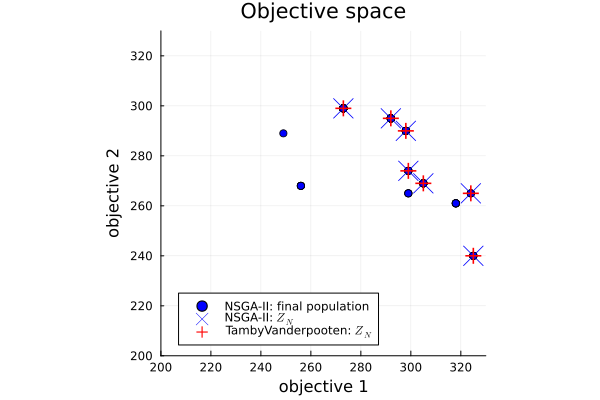 Objective space
objective 2
320
300
280
260
240
220
200
NSGA-II: final population
NSGA-II: Z_N
TambyVanderpooten: Z_N
200 220 240 260 280 300 320
objective 1